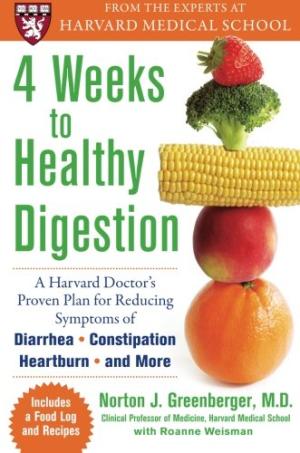 FROM THE EXPERTS AT
HARVARD MEDICAL SCHOOL
4 Weeks
to
Healthy
Digestion
A Harvard Doctor's
Proven Plan for Reducing
Symptoms of
Diarrhea • Constipation
Heartburn • and More
Includes
a Food Log
and Recipes
Norton J. Greenberger, M.D.
Clinical Professor of Medicine, Harvard Medical School
with Roanne Weisman